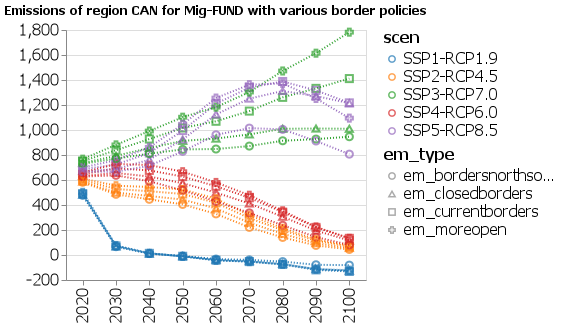 Emissions of region CAN for Mig-FUND with various border policies
1,800
1,600
1,400
1,200
1,000
800
600
400
200
0
-200
2020
2030
2040
2050
2060
2070
2080
2090
2100
scen
SSP1-RCP1.9
SSP2-RCP4.5
SSP3-RCP7.0
SSP4-RCP6.0
SSP5-RCP8.5
em_type
em_bordersnorthso...
em_closedborders
em_currentborders
em_moreopen